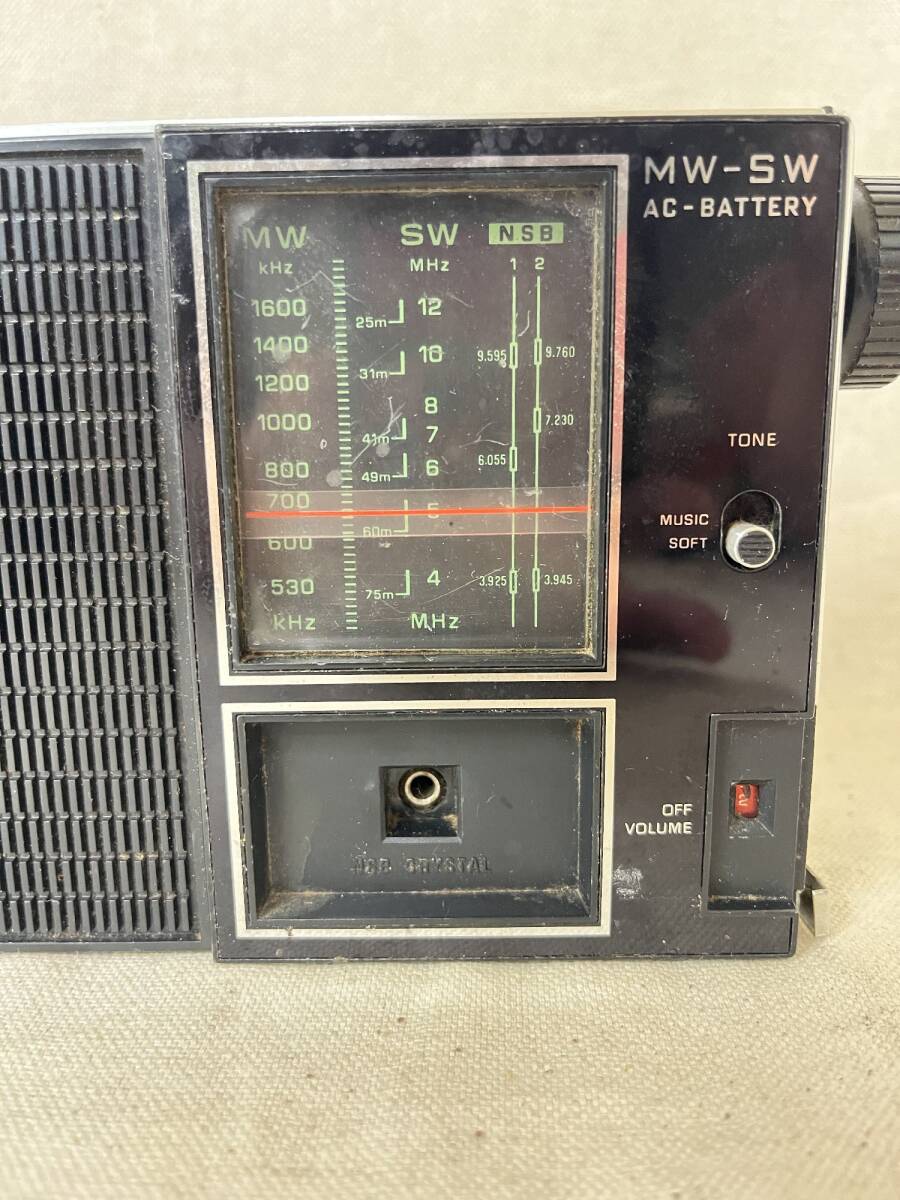 MW-SW
AC-BATTERY
MW SW NSB
kHz MHz 1 2
1600 25m 12
1400 31m 10 9.595 9.760
1200
1000 41m 8 7.230
7
800 49m 6 6.055
700 60m 5
600
530 75m 4 3.925 3.945
kHz MHz
TONE
MUSIC
SOFT
OFF
VOLUME
NSB CRYSTAL
2